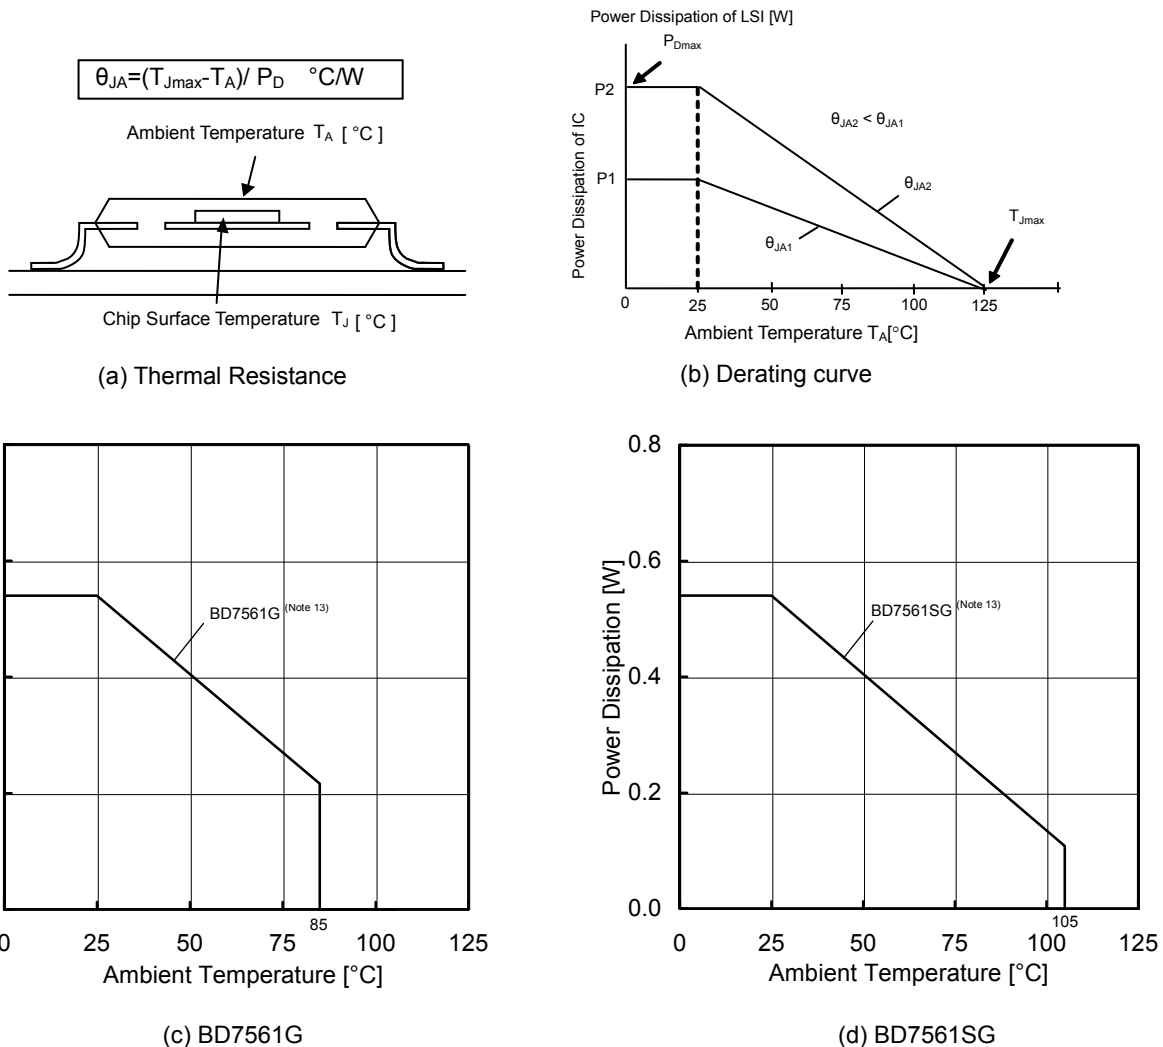 θJA=(TJmax-TA)/ PD °C/W
Ambient Temperature TA [ °C ]
Chip Surface Temperature TJ [ °C ]
(a) Thermal Resistance
Power Dissipation of LSI [W]
PDmax
P2
P1
Power Dissipation of IC
θJA2 < θJA1
θJA2
θJA1
TJmax
0 25 50 75 100 125
Ambient Temperature TA[°C]
(b) Derating curve
BD7561G (Note 13)
85
0 25 50 75 100 125
Ambient Temperature [°C]
(c) BD7561G
0.8
0.6
0.4
0.2
0.0
Power Dissipation [W]
BD7561SG (Note 13)
105
0 25 50 75 100 125
Ambient Temperature [°C]
(d) BD7561SG